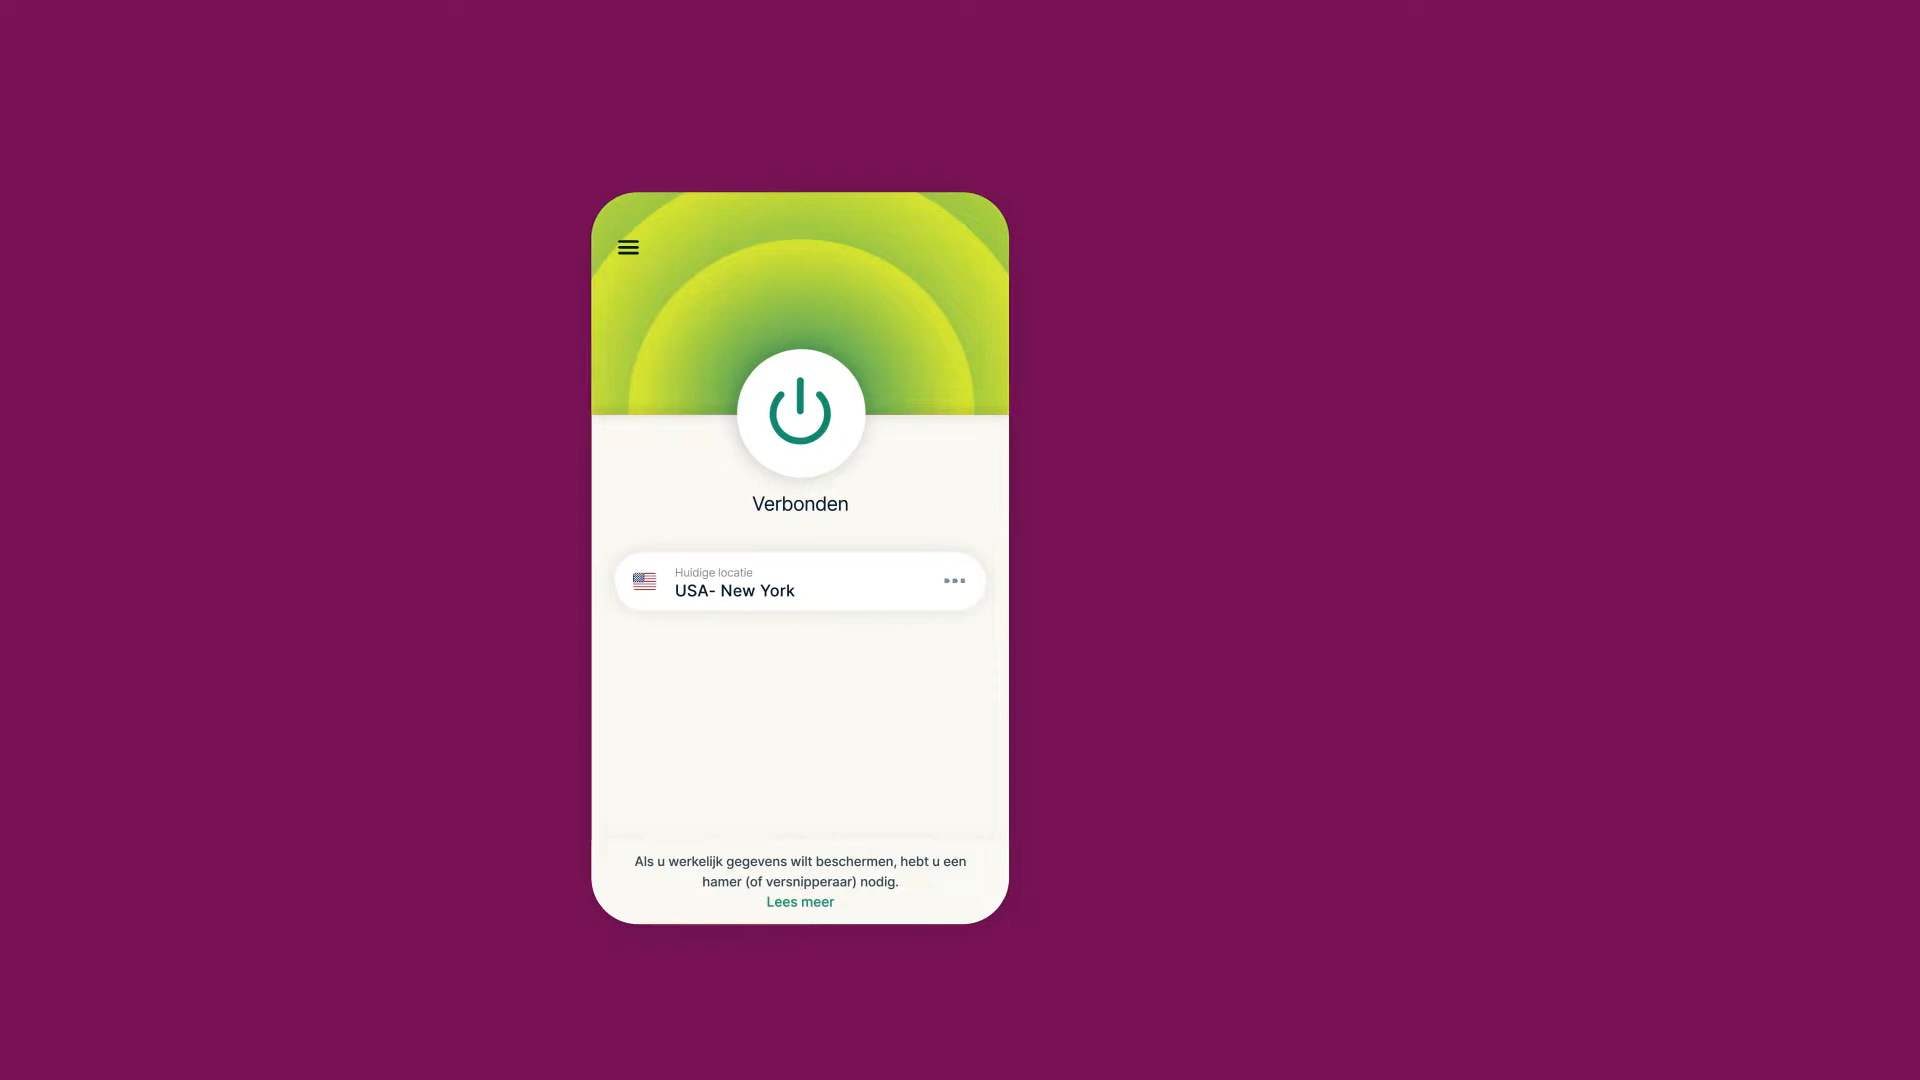 Verbonden
Huidige locatie
USA- New York
Als u werkelijk gegevens wilt beschermen, hebt u een
hamer (of versnipperaar) nodig.
Lees meer